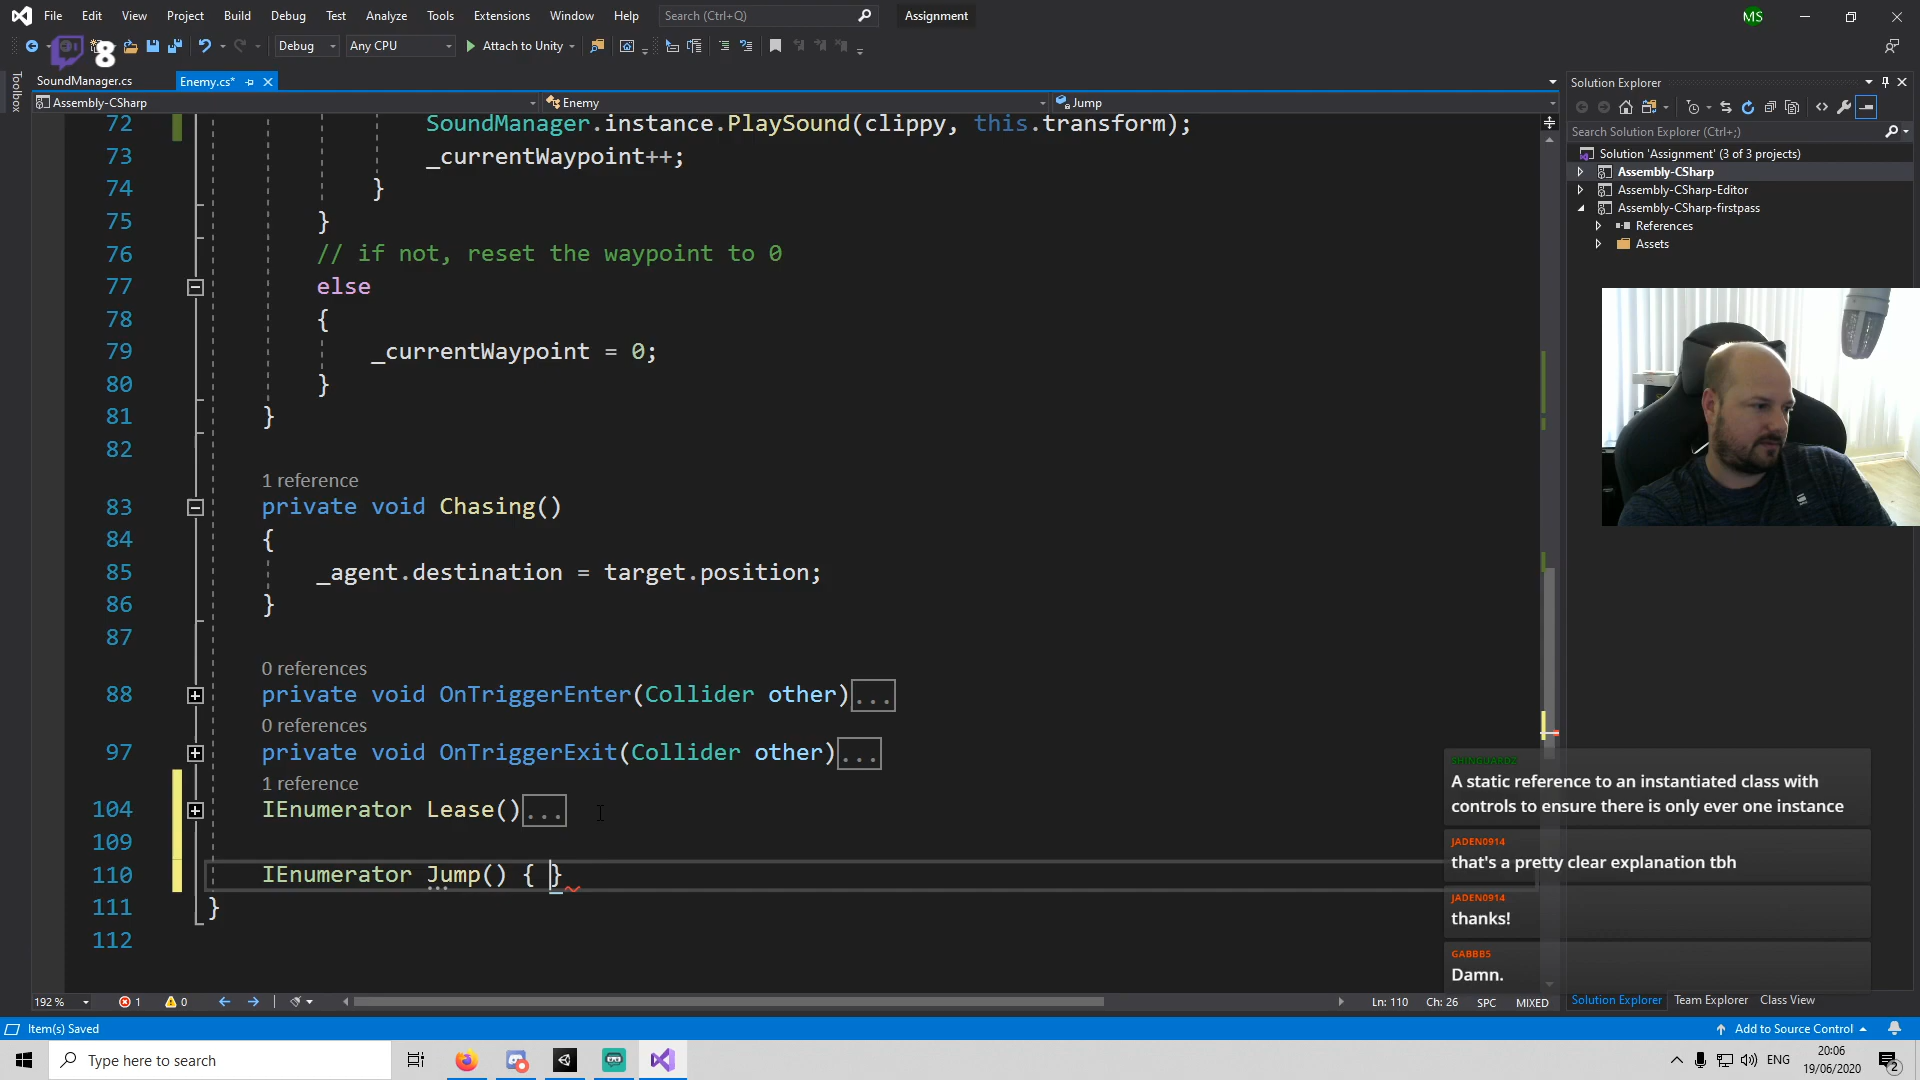 File Edit View Project Build Debug Test Analyze Tools Extensions Window Help Search (Ctrl+Q) Assignment MS
8 Debug Any CPU Attach to Unity
Toolbox
SoundManager.cs Enemy.cs*
Assembly-CSharp Enemy Jump
72 SoundManager.instance.PlaySound(clippy, this.transform);
73 _currentWaypoint++;
74 }
75 }
76 // if not, reset the waypoint to 0
77 else
78 {
79 _currentWaypoint = 0;
80 }
81 }
82
1 reference
83 private void Chasing()
84 {
85 _agent.destination = target.position;
86 }
87
0 references
88 private void OnTriggerEnter(Collider other)...
0 references
97 private void OnTriggerExit(Collider other)...
1 reference
104 IEnumerator Lease()...
109
110 IEnumerator Jump() { }
111 }
112
Solution Explorer
Search Solution Explorer (Ctrl+;)
Solution 'Assignment' (3 of 3 projects)
Assembly-CSharp
Assembly-CSharp-Editor
Assembly-CSharp-firstpass
References
Assets
A static reference to an instantiated class with
controls to ensure there is only ever one instance
JADEN0914
that's a pretty clear explanation tbh
JADEN0914
thanks!
GABBB5
Damn.
192 % 1 0 Ln: 110 Ch: 26 SPC MIXED Solution Explorer Team Explorer Class View
Item(s) Saved Add to Source Control
Type here to search ENG 20:06
19/06/2020 2